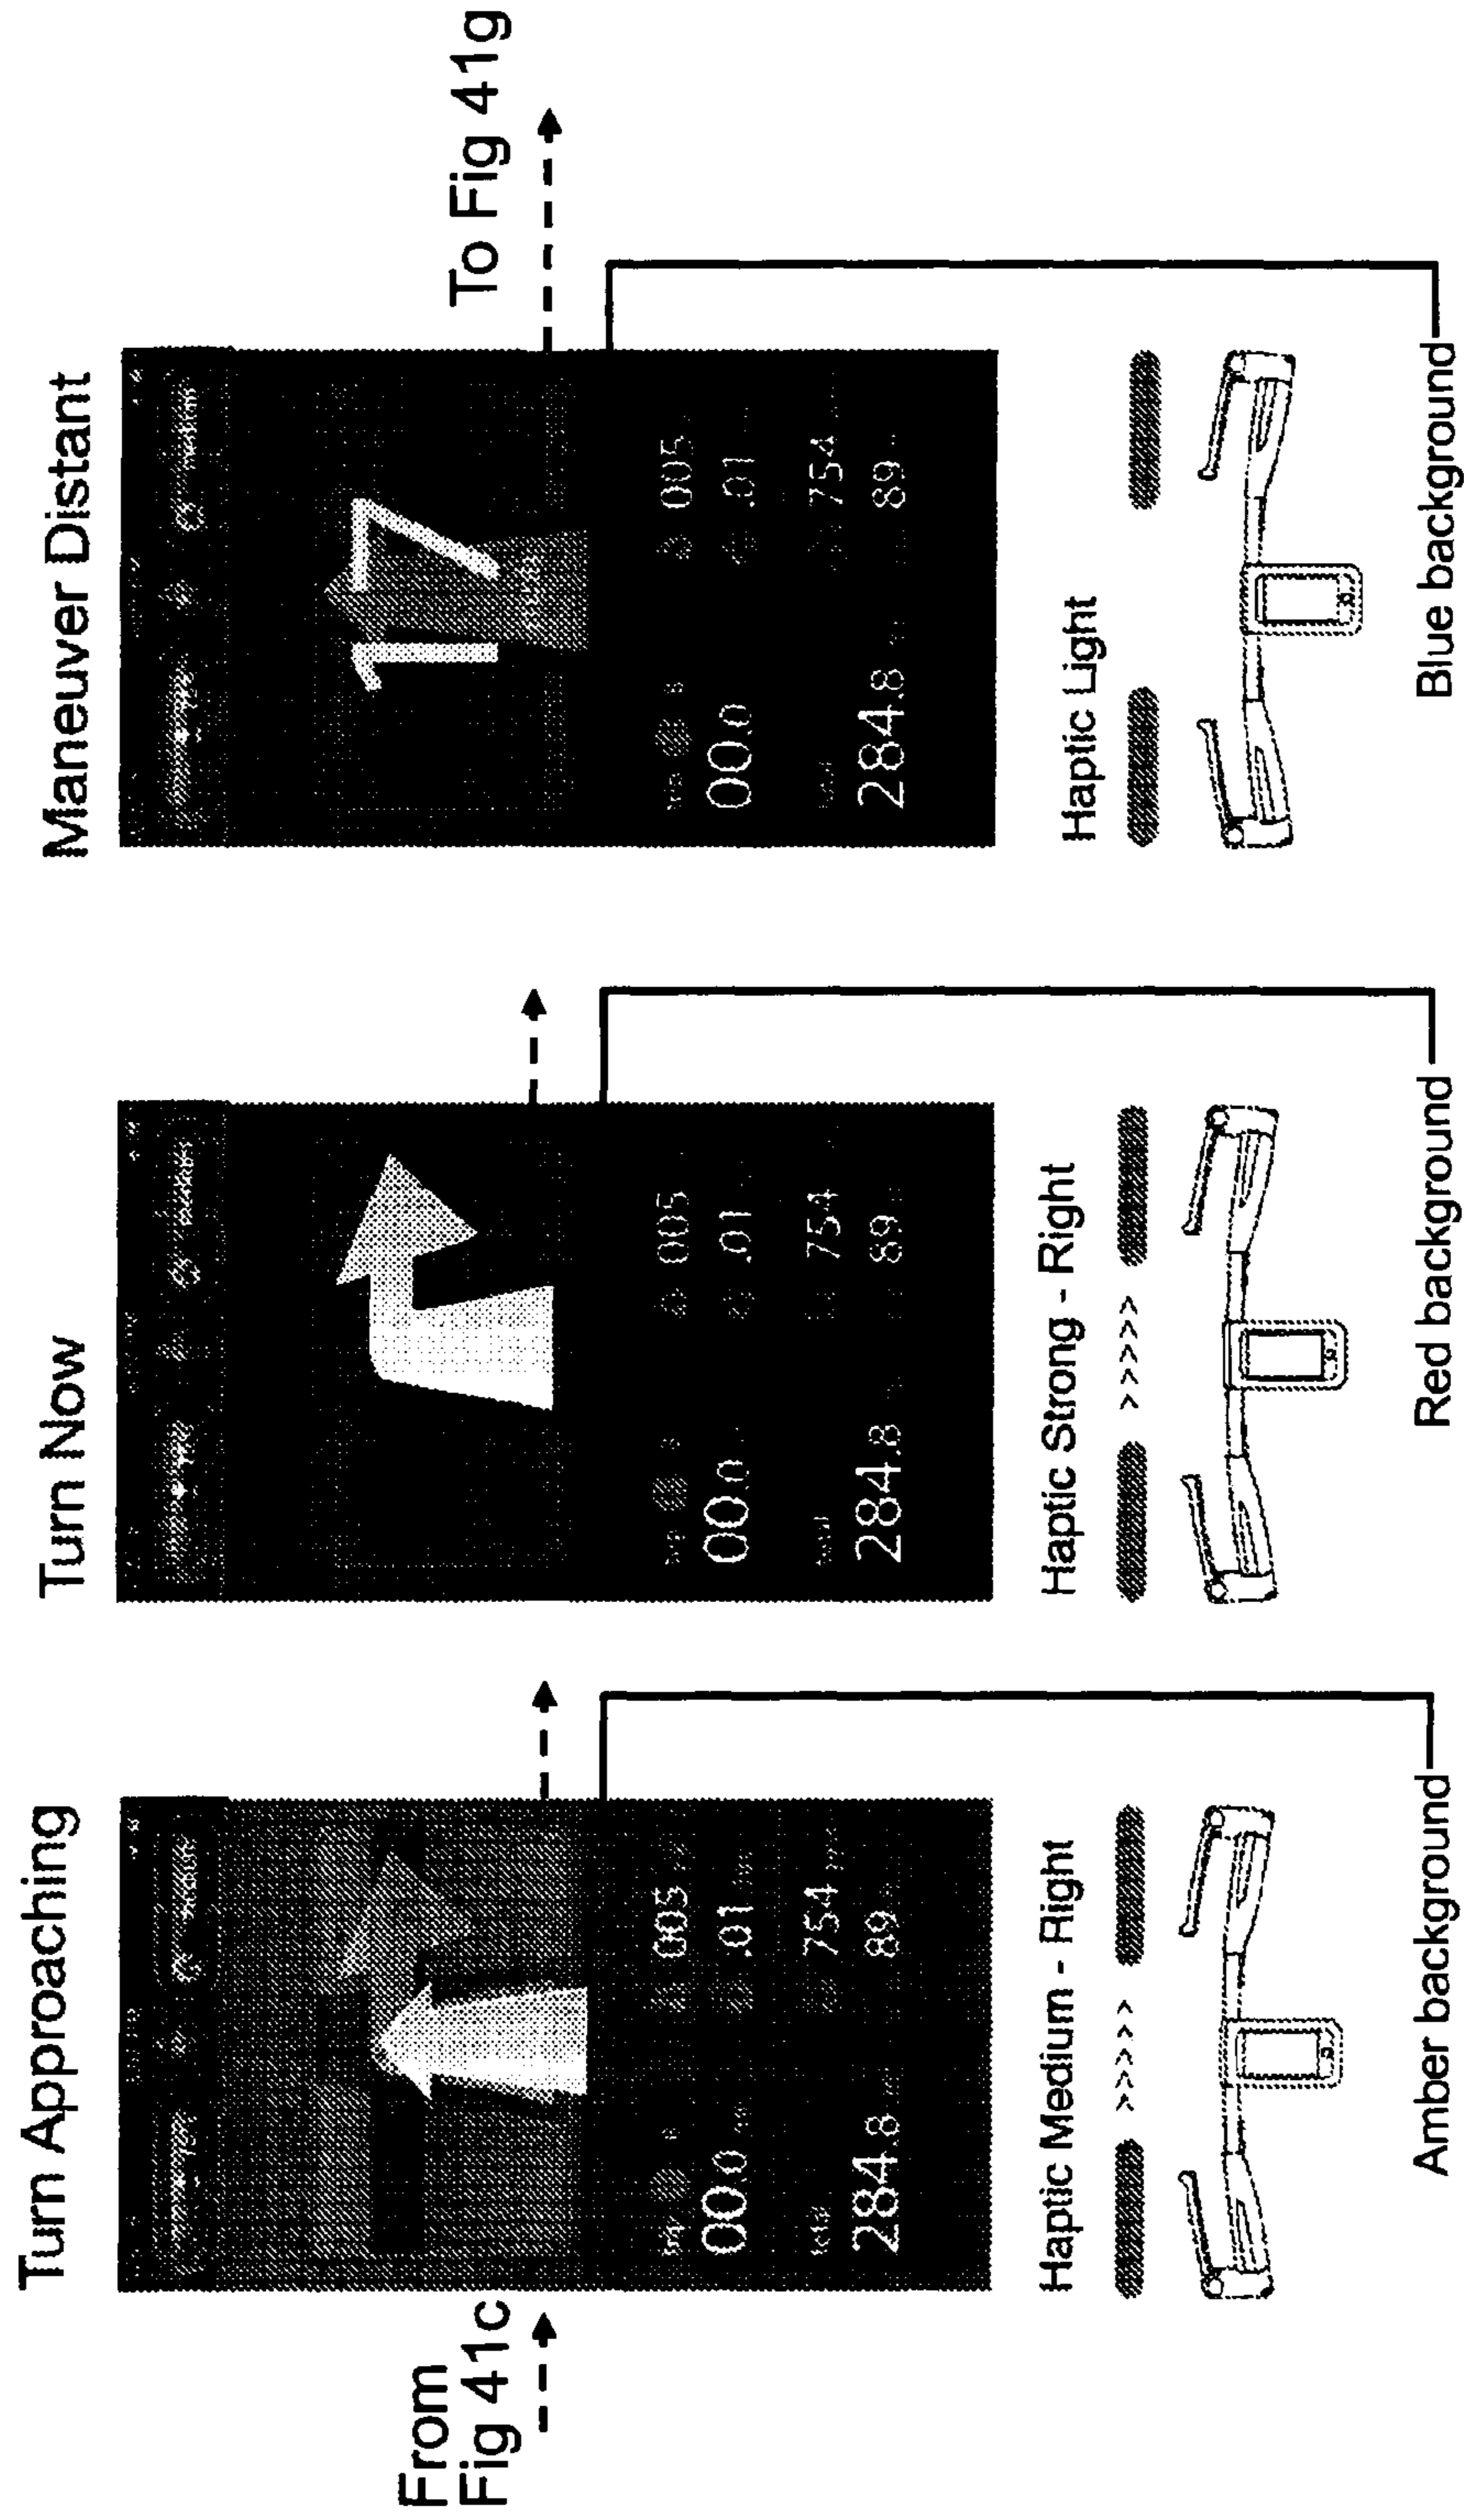 From
Fig 41c
Turn Approaching
00.0
.005
.01
284.8
754
89
Haptic Medium - Right
>>>>>
Amber background
Turn Now
00.0
005
.01
284.8
754
89
Haptic Strong - Right
>>>>>
Red background
Maneuver Distant
17
00.0
005
.01
284.8
754
89
Haptic Light
Blue background
To Fig 41g